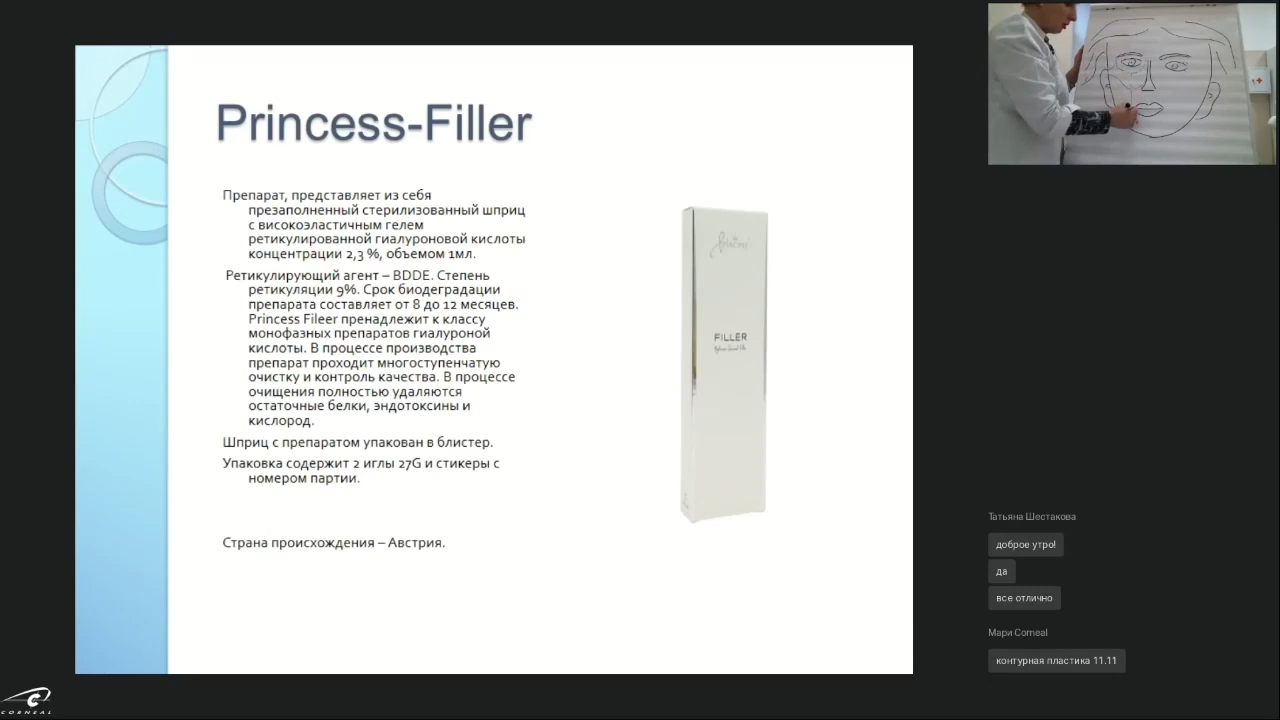 Princess-Filler
Препарат, представляет из себя
презаполненный стерилизованный шприц
с високоэластичным гелем
ретикулированной гиалуроновой кислоты
концентрации 2,3 %, объемом 1мл.
Ретикулирующий агент – BDDE. Степень
ретикуляции 9%. Срок биодеградации
препарата составляет от 8 до 12 месяцев.
Princess Fileer пренадлежит к классу
монофазных препаратов гиалуроной
кислоты. В процессе производства
препарат проходит многоступенчатую
очистку и контроль качества. В процессе
очищения полностью удаляются
остаточные белки, эндотоксины и
кислород.
Шприц с препаратом упакован в блистер.
Упаковка содержит 2 иглы 27G и стикеры с
номером партии.
Страна происхождения – Австрия.
FILLER
Татьяна Шестакова
доброе утро!
да
все отлично
Мари Corneal
контурная пластика 11.11
CORNEAL